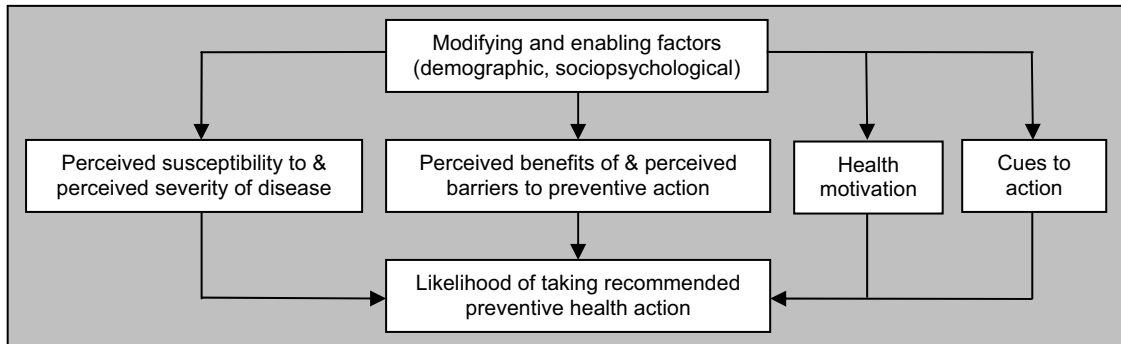 Modifying and enabling factors
(demographic, sociopsychological)
Perceived susceptibility to &
perceived severity of disease
Perceived benefits of & perceived
barriers to preventive action
Health
motivation
Cues to
action
Likelihood of taking recommended
preventive health action